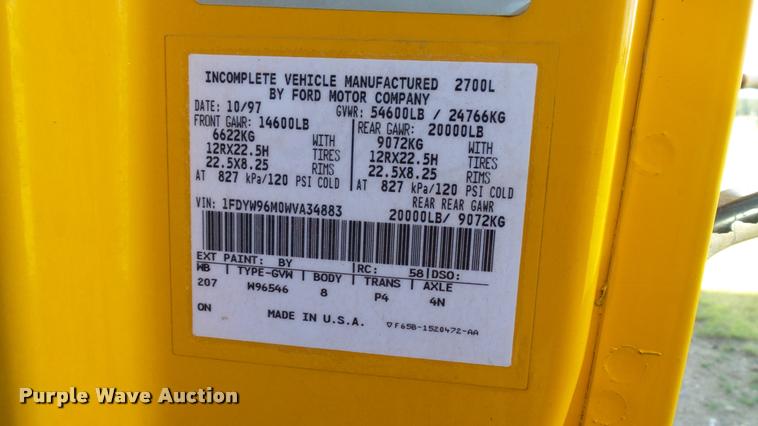 INCOMPLETE VEHICLE MANUFACTURED 2700L
BY FORD MOTOR COMPANY
DATE: 10/97 GVWR: 54600LB / 24766KG
FRONT GAWR: 14600LB REAR GAWR: 20000LB
6622KG WITH 9072KG WITH
12RX22.5H TIRES 12RX22.5H TIRES
22.5X8.25 RIMS 22.5X8.25 RIMS
AT 827 kPa/120 PSI COLD AT 827 kPa/120 PSI COLD
REAR REAR GAWR
VIN: 1FDYW96M0WVA34883 20000LB/ 9072KG
EXT PAINT: BY RC: 58 DSO:
WB TYPE-GVW BODY TRANS AXLE
207 W96546 8 P4 4N
ON MADE IN U.S.A. F65B-1520472-AA
Purple Wave Auction